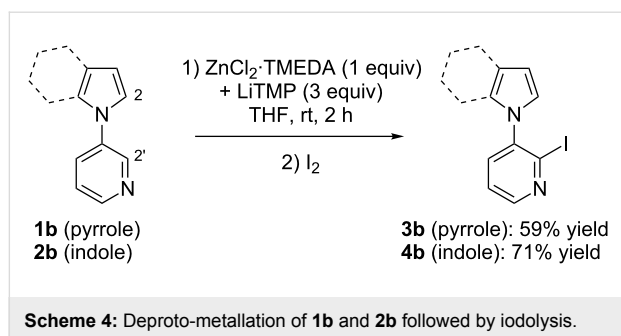 1) ZnCl₂·TMEDA (1 equiv)
+ LiTMP (3 equiv)
THF, rt, 2 h
2) I₂
2
N
2'
N
1b (pyrrole)
2b (indole)
N
I
N
3b (pyrrole): 59% yield
4b (indole): 71% yield
Scheme 4: Deproto-metallation of 1b and 2b followed by iodolysis.